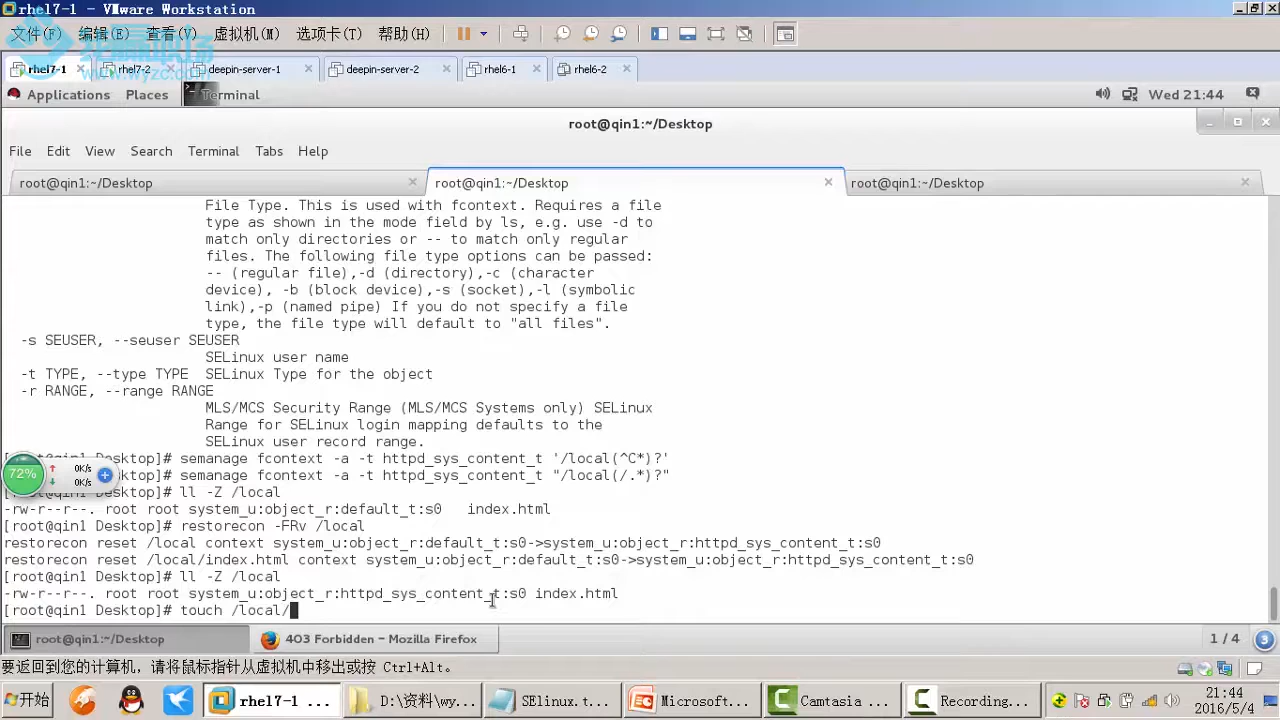 rhel7-1 - VMware Workstation
文件(F) 编辑(E) 查看(V) 虚拟机(M) 选项卡(T) 帮助(H)
www.wyzc.com
rhel7-1 rhel7-2 deepin-server-1 deepin-server-2 rhel6-1 rhel6-2
Applications Places Terminal Wed 21:44
root@qin1:~/Desktop
File Edit View Search Terminal Tabs Help
root@qin1:~/Desktop root@qin1:~/Desktop root@qin1:~/Desktop
File Type. This is used with fcontext. Requires a file
type as shown in the mode field by ls, e.g. use -d to
match only directories or -- to match only regular
files. The following file type options can be passed:
-- (regular file),-d (directory),-c (character
device), -b (block device),-s (socket),-l (symbolic
link),-p (named pipe) If you do not specify a file
type, the file type will default to "all files".
-s SEUSER, --seuser SEUSER
SELinux user name
-t TYPE, --type TYPE SELinux Type for the object
-r RANGE, --range RANGE
MLS/MCS Security Range (MLS/MCS Systems only) SELinux
Range for SELinux login mapping defaults to the
SELinux user record range.
[root@qin1 Desktop]# semanage fcontext -a -t httpd_sys_content_t '/local(^C*)?'
[root@qin1 Desktop]# semanage fcontext -a -t httpd_sys_content_t "/local(/.*)?"
72% 0K/s
0K/s
[root@qin1 Desktop]# ll -Z /local
-rw-r--r--. root root system_u:object_r:default_t:s0 index.html
[root@qin1 Desktop]# restorecon -FRv /local
restorecon reset /local context system_u:object_r:default_t:s0->system_u:object_r:httpd_sys_content_t:s0
restorecon reset /local/index.html context system_u:object_r:default_t:s0->system_u:object_r:httpd_sys_content_t:s0
[root@qin1 Desktop]# ll -Z /local
-rw-r--r--. root root system_u:object_r:httpd_sys_content_t:s0 index.html
[root@qin1 Desktop]# touch /local/
root@qin1:~/Desktop 403 Forbidden - Mozilla Firefox 1 / 4 3
要返回到您的计算机，请将鼠标指针从虚拟机中移出或按 Ctrl+Alt。
开始 rhel7-1 ... D:\资料\wy... SElinux. t... Microsoft... Camtasia ... Recording... 21:44
2016/5/4